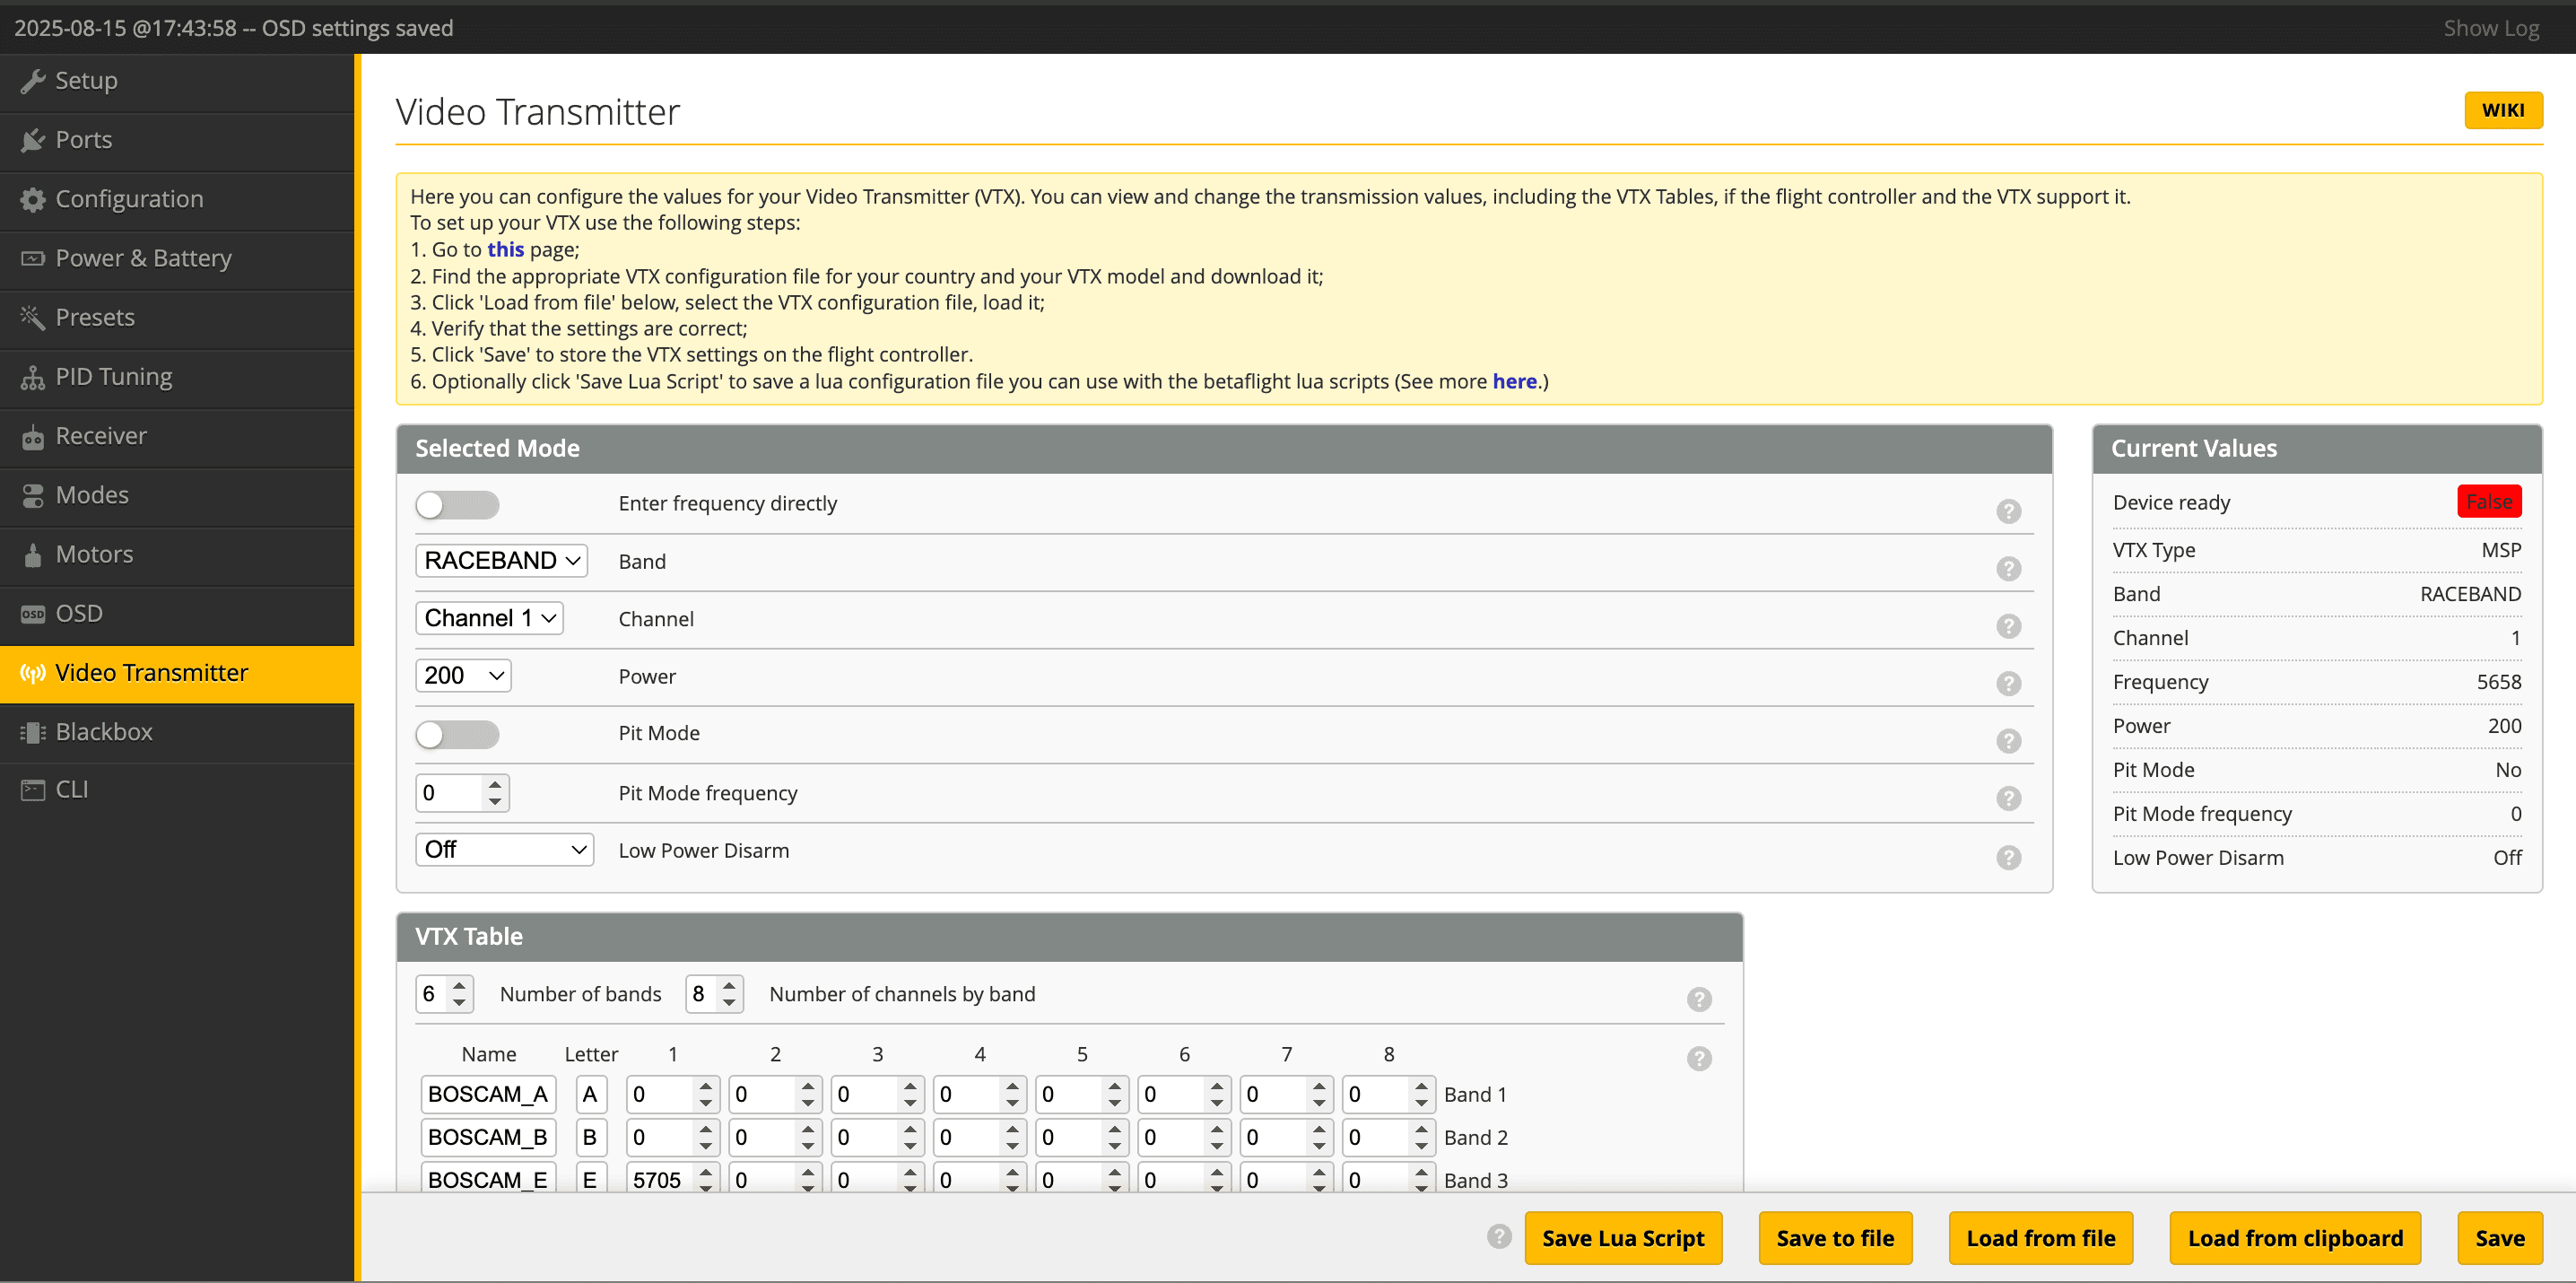 2025-08-15 @17:43:58 -- OSD settings saved
Show Log
Setup
Ports
Configuration
Power & Battery
Presets
PID Tuning
Receiver
Modes
Motors
OSD
OSD
Video Transmitter
Blackbox
CLI
Video Transmitter
WIKI
Here you can configure the values for your Video Transmitter (VTX). You can view and change the transmission values, including the VTX Tables, if the flight controller and the VTX support it.
To set up your VTX use the following steps:
1. Go to this page;
2. Find the appropriate VTX configuration file for your country and your VTX model and download it;
3. Click 'Load from file' below, select the VTX configuration file, load it;
4. Verify that the settings are correct;
5. Click 'Save' to store the VTX settings on the flight controller.
6. Optionally click 'Save Lua Script' to save a lua configuration file you can use with the betaflight lua scripts (See more here.)
Selected Mode
Enter frequency directly ?
RACEBAND Band ?
Channel 1 Channel ?
200 Power ?
Pit Mode ?
0 Pit Mode frequency ?
Off Low Power Disarm ?
Current Values
Device ready False
VTX Type MSP
Band RACEBAND
Channel 1
Frequency 5658
Power 200
Pit Mode No
Pit Mode frequency 0
Low Power Disarm Off
VTX Table
6 Number of bands 8 Number of channels by band ?
Name Letter 1 2 3 4 5 6 7 8 ?
BOSCAM_A A 0 0 0 0 0 0 0 0 Band 1
BOSCAM_B B 0 0 0 0 0 0 0 0 Band 2
BOSCAM_E E 5705 0 0 0 0 0 0 0 Band 3
? Save Lua Script Save to file Load from file Load from clipboard Save